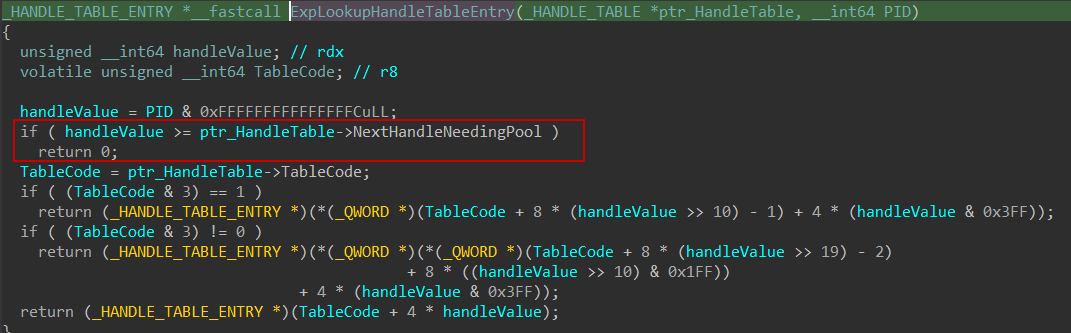 _HANDLE_TABLE_ENTRY *__fastcall ExpLookupHandleTableEntry(_HANDLE_TABLE *ptr_HandleTable, __int64 PID)
{
unsigned __int64 handleValue; // rdx
volatile unsigned __int64 TableCode; // r8
handleValue = PID & 0xFFFFFFFFFFFFFFFCuLL;
if ( handleValue >= ptr_HandleTable->NextHandleNeedingPool )
return 0;
TableCode = ptr_HandleTable->TableCode;
if ( (TableCode & 3) == 1 )
return (_HANDLE_TABLE_ENTRY *)(*(_QWORD *)(TableCode + 8 * (handleValue >> 10) - 1) + 4 * (handleValue & 0x3FF));
if ( (TableCode & 3) != 0 )
return (_HANDLE_TABLE_ENTRY *)(*(_QWORD *)(*(_QWORD *)(TableCode + 8 * (handleValue >> 19) - 2)
+ 8 * ((handleValue >> 10) & 0x1FF))
+ 4 * (handleValue & 0x3FF));
return (_HANDLE_TABLE_ENTRY *)(TableCode + 4 * handleValue);
}